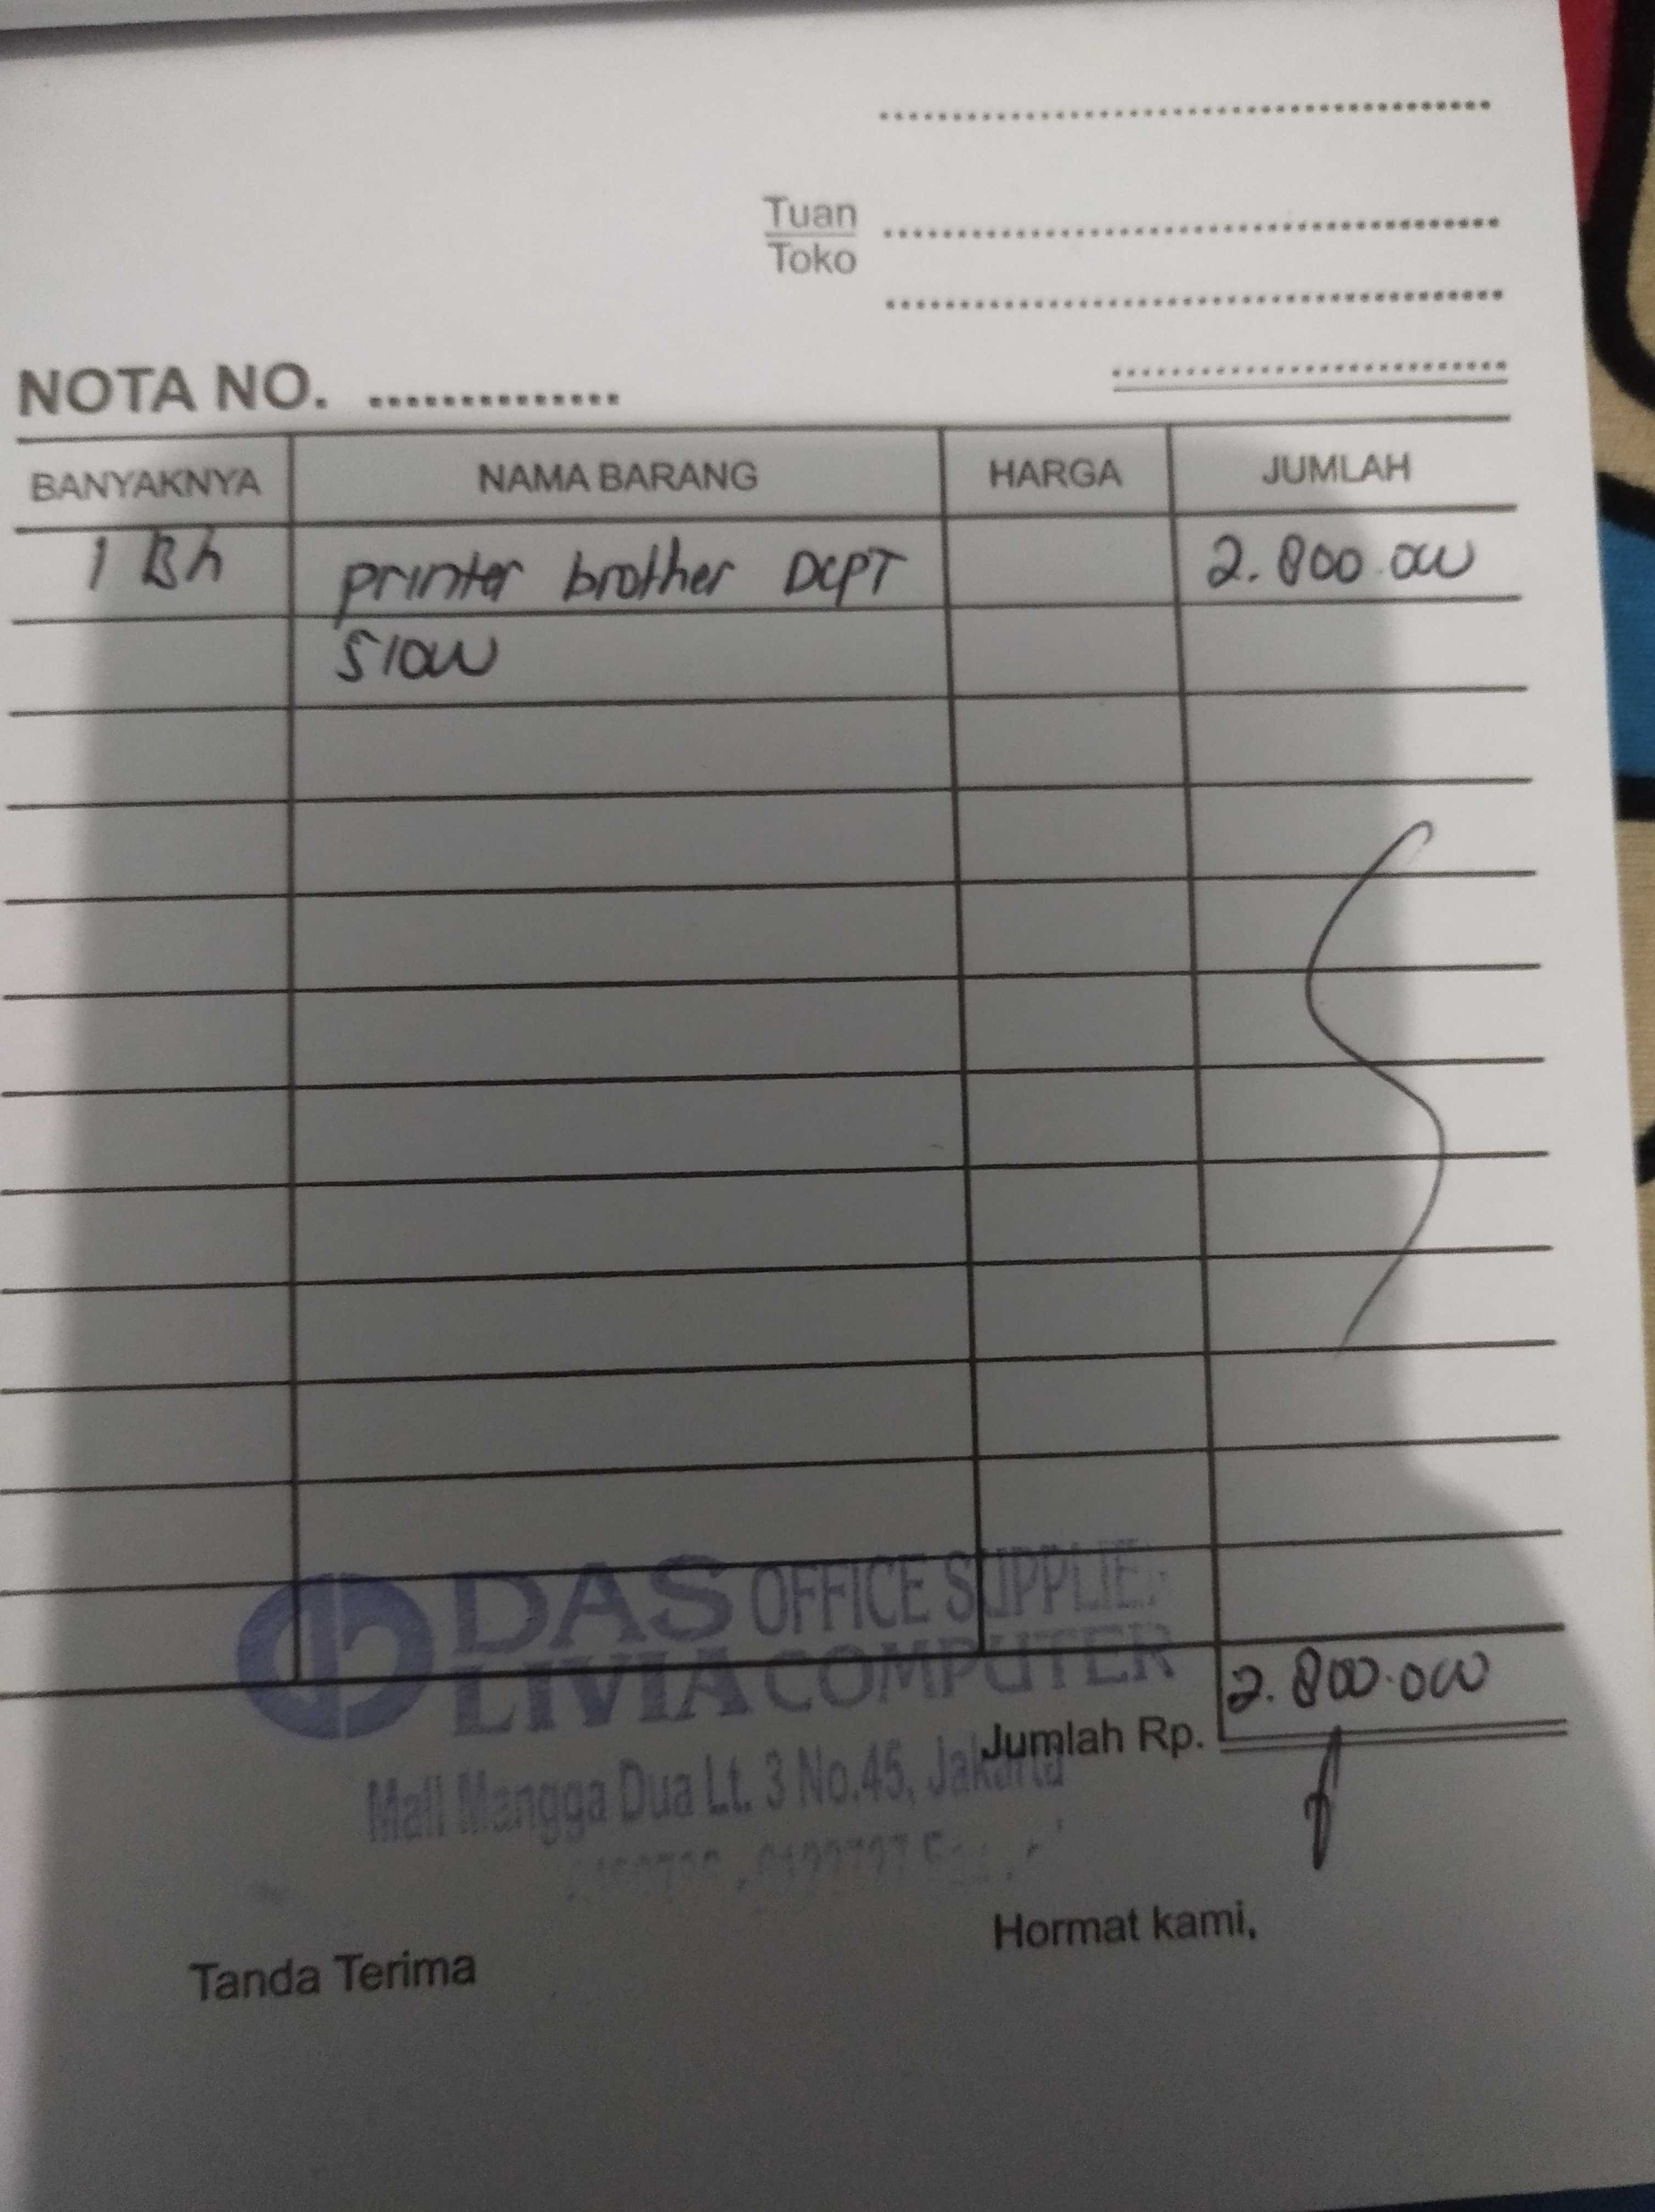 Tuan
Toko
NOTA NO.
BANYAKNYA NAMA BARANG HARGA JUMLAH
1 Bh printer brother DCPT 2.800.000
510W
DAS OFFICE SUPPLIE
LIVIA COMPUTER
2.800.000
Jumlah Rp.
Mall Mangga Dua Lt. 3 No.45, Jakarta
Hormat kami,
Tanda Terima